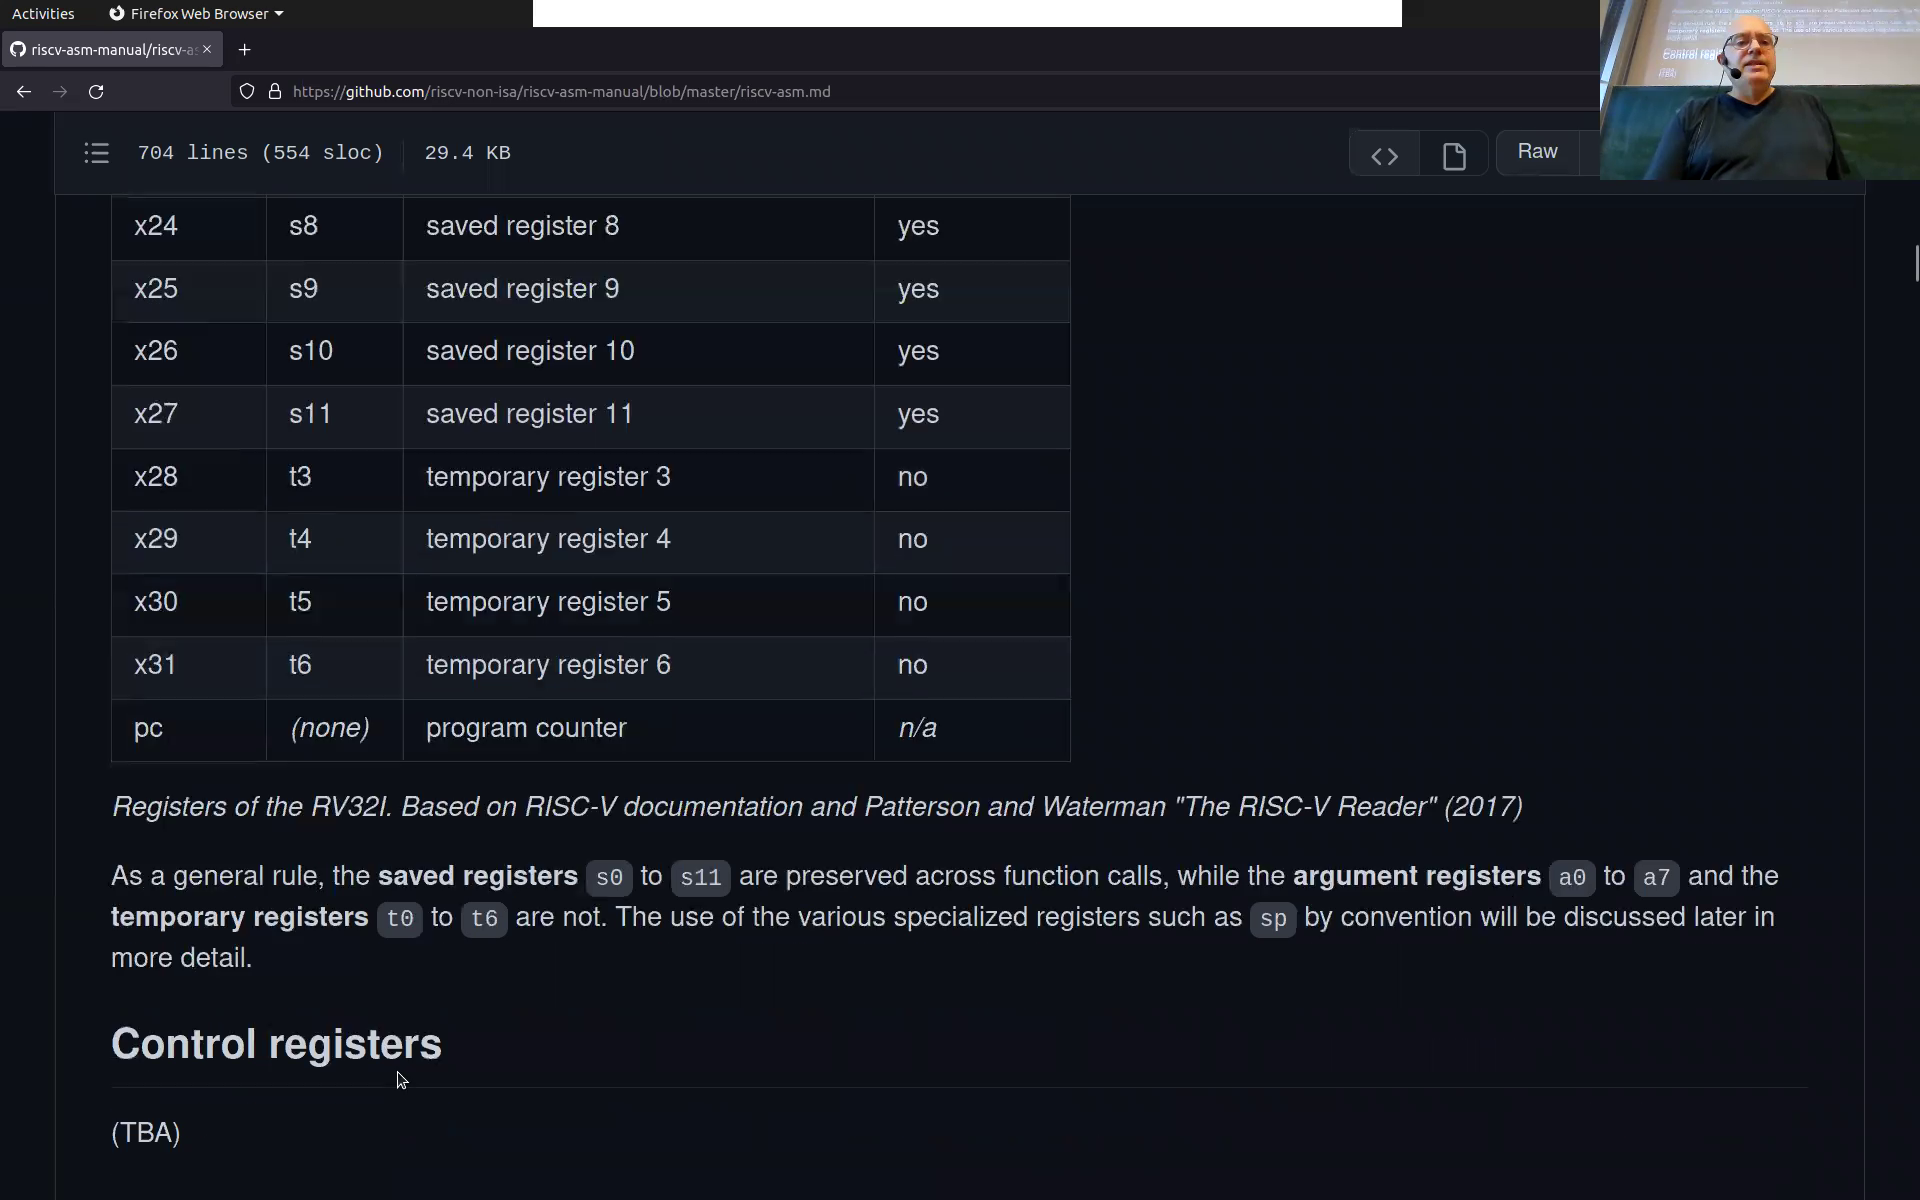 Activities Firefox Web Browser
riscv-asm-manual/riscv-a
https://github.com/riscv-non-isa/riscv-asm-manual/blob/master/riscv-asm.md
704 lines (554 sloc) 29.4 KB Raw
x24 s8 saved register 8 yes
x25 s9 saved register 9 yes
x26 s10 saved register 10 yes
x27 s11 saved register 11 yes
x28 t3 temporary register 3 no
x29 t4 temporary register 4 no
x30 t5 temporary register 5 no
x31 t6 temporary register 6 no
pc (none) program counter n/a
Registers of the RV32I. Based on RISC-V documentation and Patterson and Waterman "The RISC-V Reader" (2017)
As a general rule, the saved registers s0 to s11 are preserved across function calls, while the argument registers a0 to a7 and the
temporary registers t0 to t6 are not. The use of the various specialized registers such as sp by convention will be discussed later in
more detail.
Control registers
(TBA)